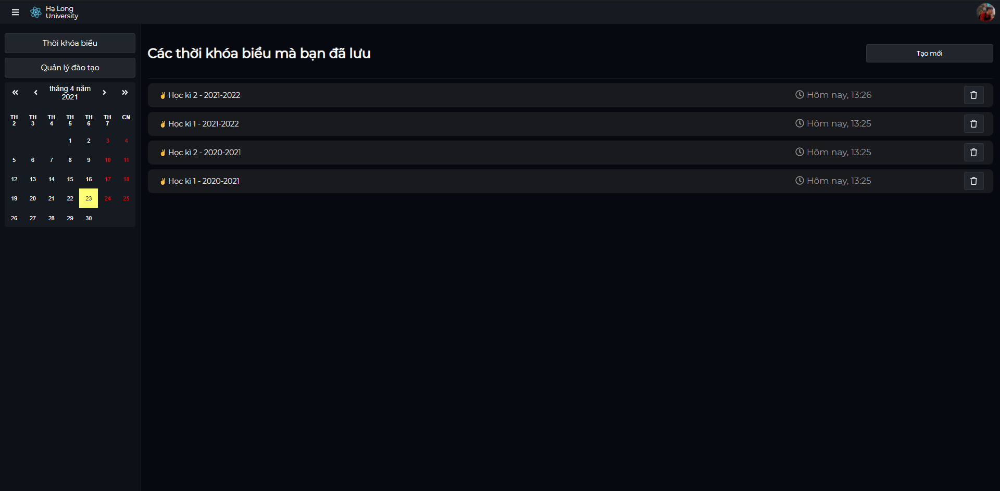 Hạ Long
University
Thời khóa biểu
Quản lý đào tạo
« ‹ tháng 4 năm › »
2021
TH 2 TH 3 TH 4 TH 5 TH 6 TH 7 CN
1 2 3 4
5 6 7 8 9 10 11
12 13 14 15 16 17 18
19 20 21 22 23 24 25
26 27 28 29 30
Các thời khóa biểu mà bạn đã lưu
Tạo mới
✌ Học kì 2 - 2021-2022 Hôm nay, 13:26
✌ Học kì 1 - 2021-2022 Hôm nay, 13:25
✌ Học kì 2 - 2020-2021 Hôm nay, 13:25
✌ Học kì 1 - 2020-2021 Hôm nay, 13:25